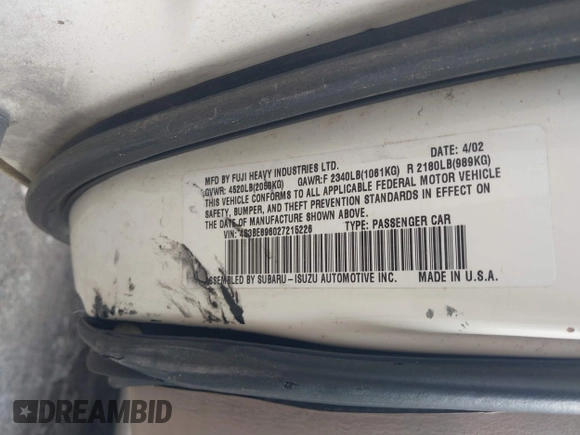 MFD BY FUJI HEAVY INDUSTRIES LTD. DATE: 4/02
GVWR: 4520LB(2050KG) GAWR:F 2340LB(1061KG) R 2180LB(989KG)
THIS VEHICLE CONFORMS TO ALL APPLICABLE FEDERAL MOTOR VEHICLE
SAFETY, BUMPER, AND THEFT PREVENTION STANDARDS IN EFFECT ON
THE DATE OF MANUFACTURE SHOWN ABOVE.
VIN: 4S3BE896027215226 TYPE: PASSENGER CAR
ASSEMBLED BY SUBARU-ISUZU AUTOMOTIVE INC. MADE IN U.S.A.
DREAMBID